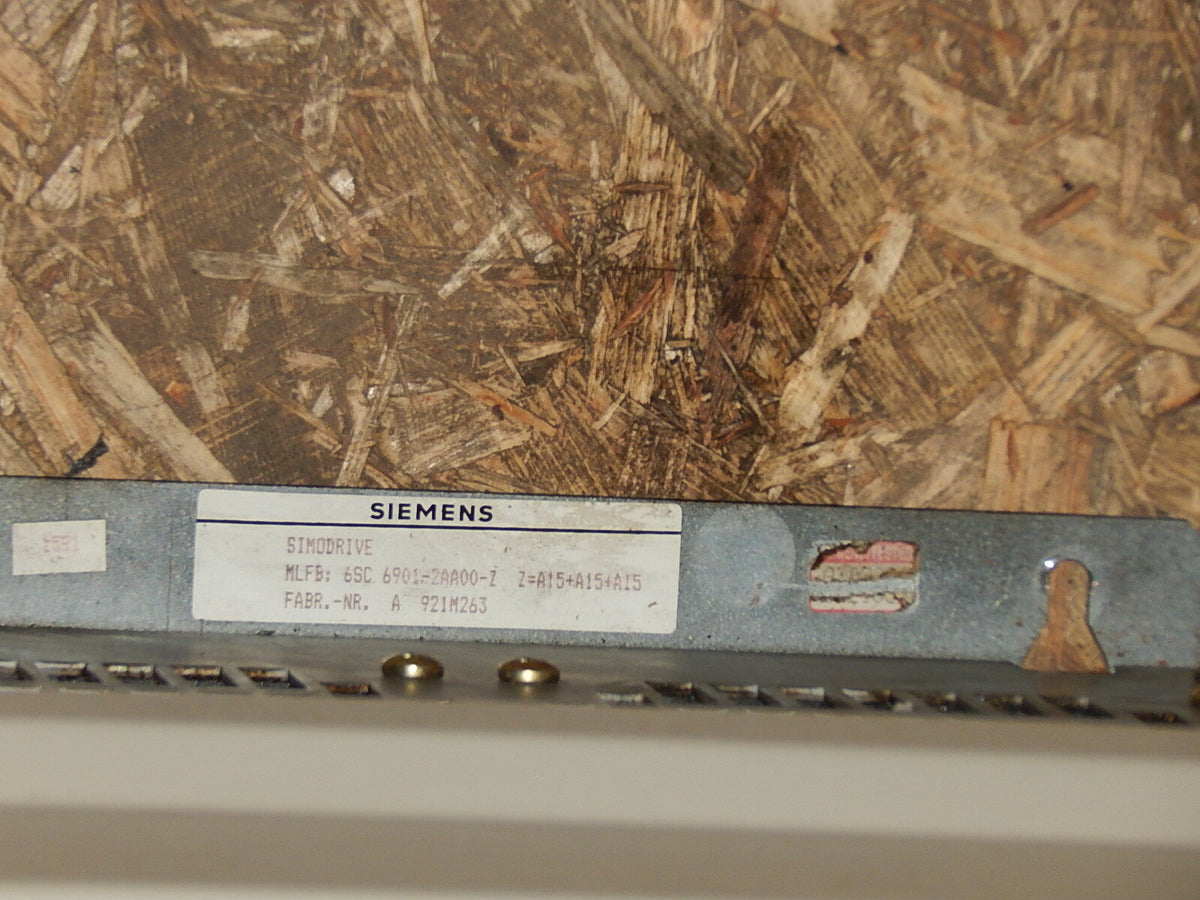 SIEMENS
SIMODRIVE
MLFB: 6SC 6901-2AA00-Z Z=A15+A15+A15
FABR.-NR. A 921M263